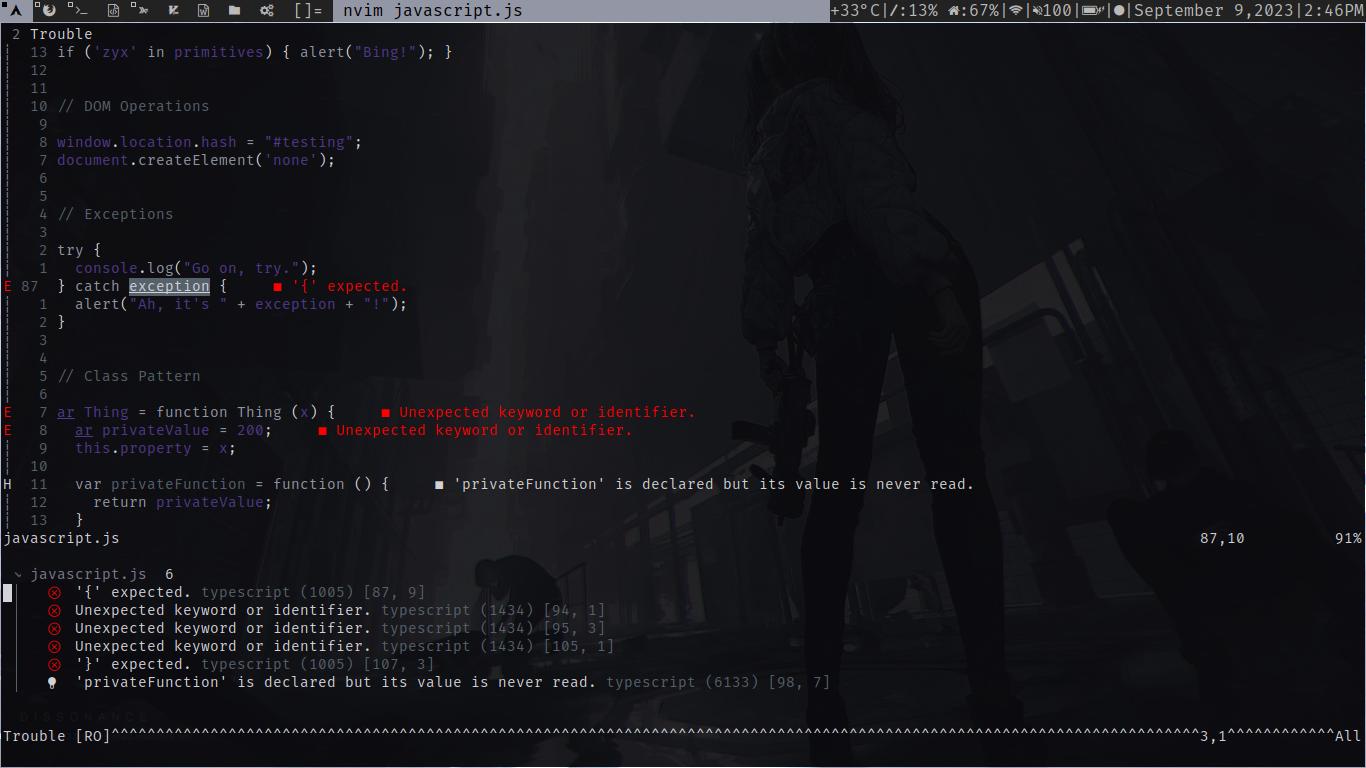 []= nvim javascript.js +33°C|/:13% :67%| | 100| | |September 9,2023|2:46PM
2 Trouble
13 if ('zyx' in primitives) { alert("Bing!"); }
12
11
10 // DOM Operations
9
8 window.location.hash = "#testing";
7 document.createElement('none');
6
5
4 // Exceptions
3
2 try {
1 console.log("Go on, try.");
E 87 } catch exception { ■ '{' expected.
1 alert("Ah, it's " + exception + "!");
2 }
3
4
5 // Class Pattern
6
E 7 ar Thing = function Thing (x) { ■ Unexpected keyword or identifier.
E 8 ar privateValue = 200; ■ Unexpected keyword or identifier.
9 this.property = x;
10
H 11 var privateFunction = function () { ■ 'privateFunction' is declared but its value is never read.
12 return privateValue;
13 }
javascript.js 87,10 91%
javascript.js 6
'{' expected. typescript (1005) [87, 9]
Unexpected keyword or identifier. typescript (1434) [94, 1]
Unexpected keyword or identifier. typescript (1434) [95, 3]
Unexpected keyword or identifier. typescript (1434) [105, 1]
'}' expected. typescript (1005) [107, 3]
'privateFunction' is declared but its value is never read. typescript (6133) [98, 7]
DISSONANCE
Trouble [RO]^^^^^^^^^^^^^^^^^^^^^^^^^^^^^^^^^^^^^^^^^^^^^^^^^^^^^^^^^^^^^^^^^^^^^^^^^^^^^^^^^^^^^^^^^^^^^^^^^^^^^^^^^^^^^^^^^^^^^^^^^3,1^^^^^^^^^^^^All